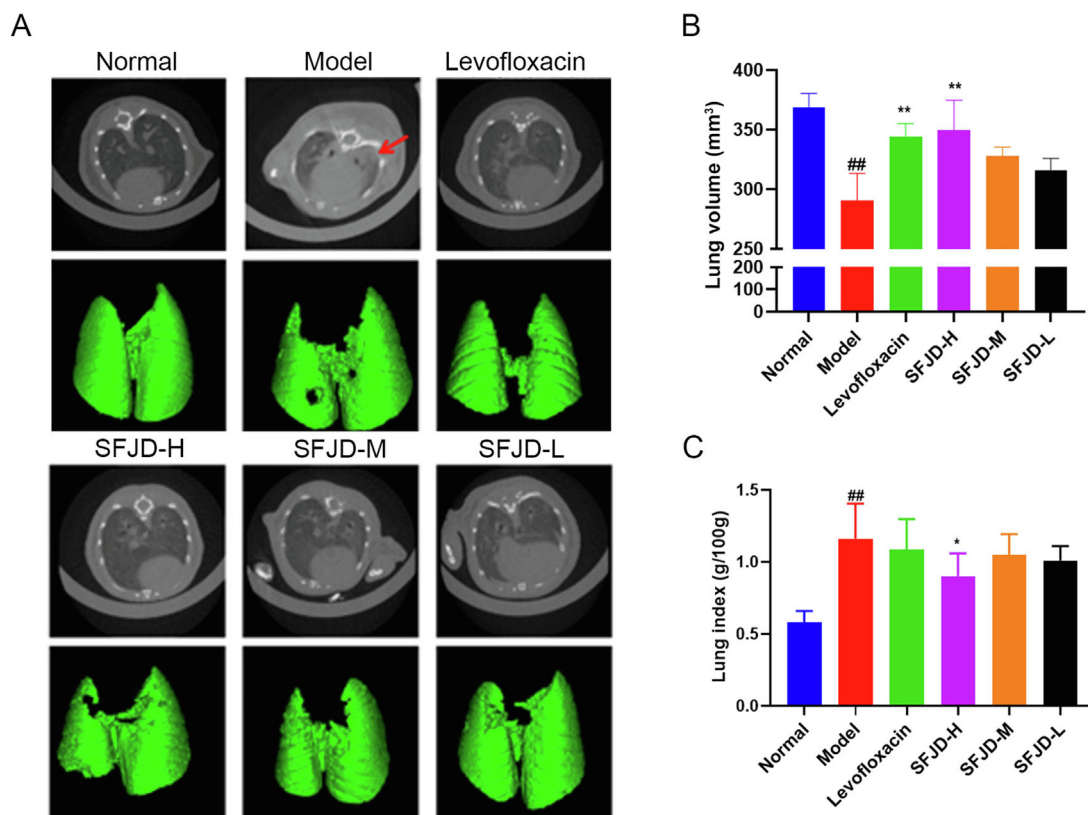 A
Normal Model Levofloxacin
SFJD-H SFJD-M SFJD-L
B
Lung volume (mm³)
400
350
300
250
200
100
0
##
**
**
Normal
Model
Levofloxacin
SFJD-H
SFJD-M
SFJD-L
C
Lung index (g/100g)
1.5
1.0
0.5
0.0
##
*
Normal
Model
Levofloxacin
SFJD-H
SFJD-M
SFJD-L